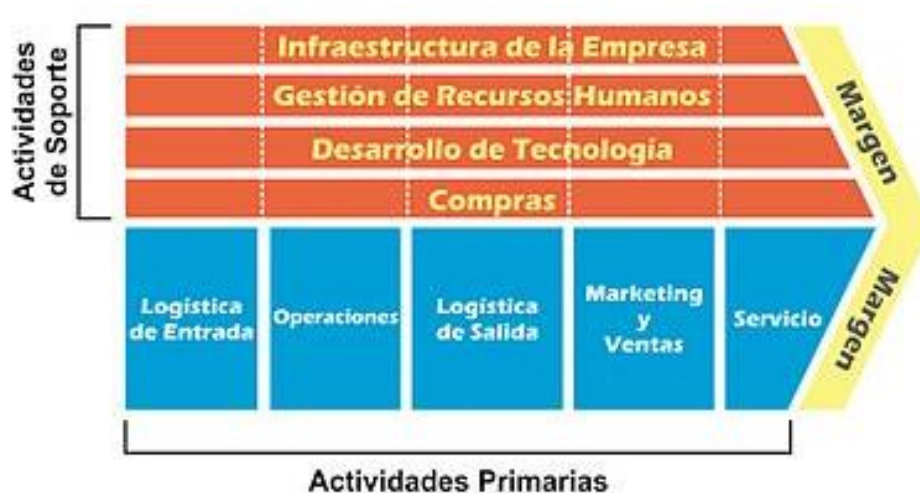 Actividades
de Soporte
Infraestructura de la Empresa
Gestión de Recursos Humanos
Desarrollo de Tecnología
Compras
Margen
Logística
de Entrada
Operaciones
Logística
de Salida
Marketing
y
Ventas
Servicio
Margen
Actividades Primarias